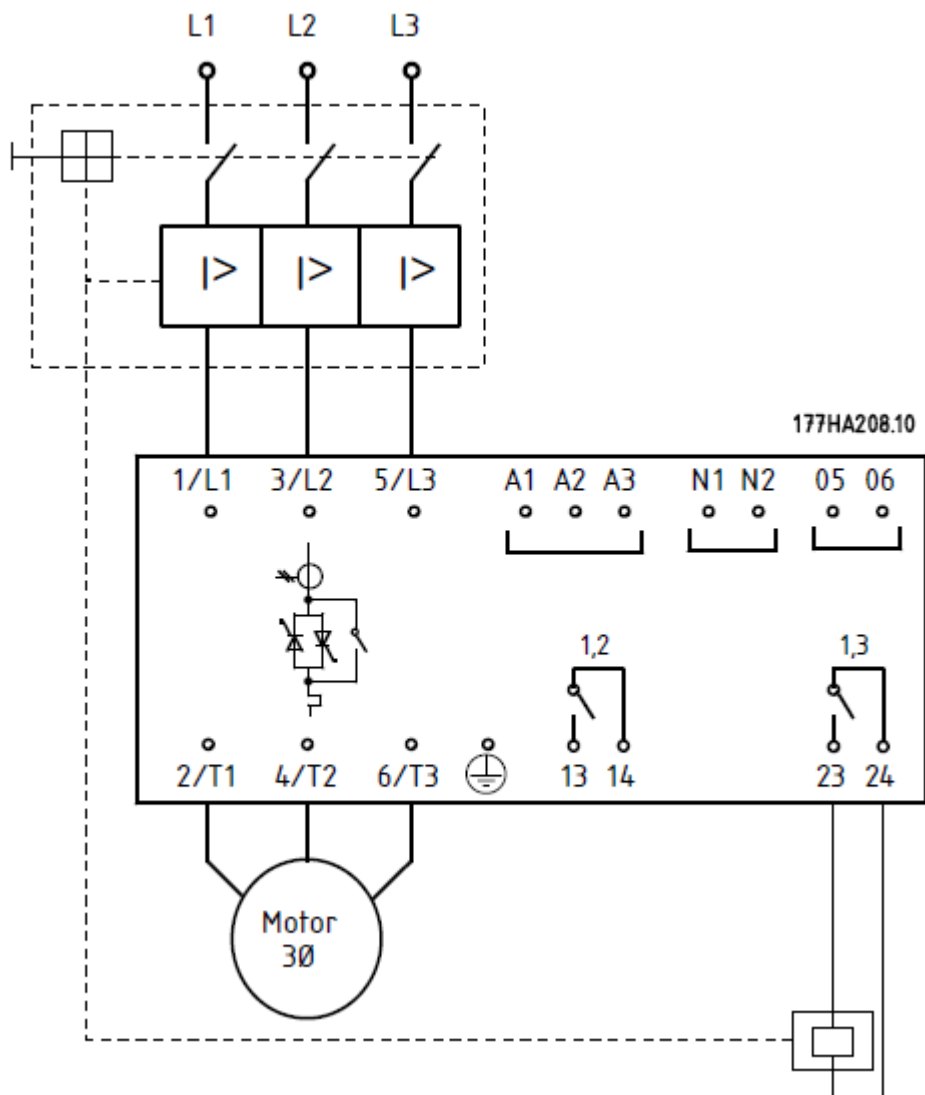 L1 L2 L3
|> |> |>
177HA208.10
1/L1 3/L2 5/L3 A1 A2 A3 N1 N2 05 06
1,2 1,3
2/T1 4/T2 6/T3 13 14 23 24
Motor
3Ø